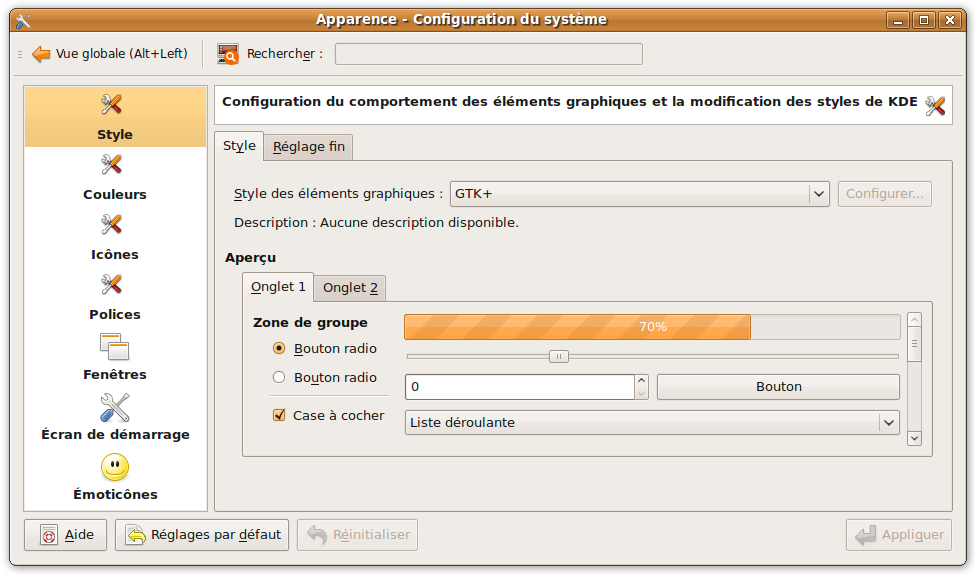 Apparence - Configuration du système
Vue globale (Alt+Left)
Rechercher :
Style
Couleurs
Icônes
Polices
Fenêtres
Écran de démarrage
Émoticônes
Configuration du comportement des éléments graphiques et la modification des styles de KDE
Style
Réglage fin
Style des éléments graphiques :
GTK+
Configurer...
Description : Aucune description disponible.
Aperçu
Onglet 1
Onglet 2
Zone de groupe
70%
Bouton radio
Bouton radio
0
Bouton
Case à cocher
Liste déroulante
Aide
Réglages par défaut
Réinitialiser
Appliquer